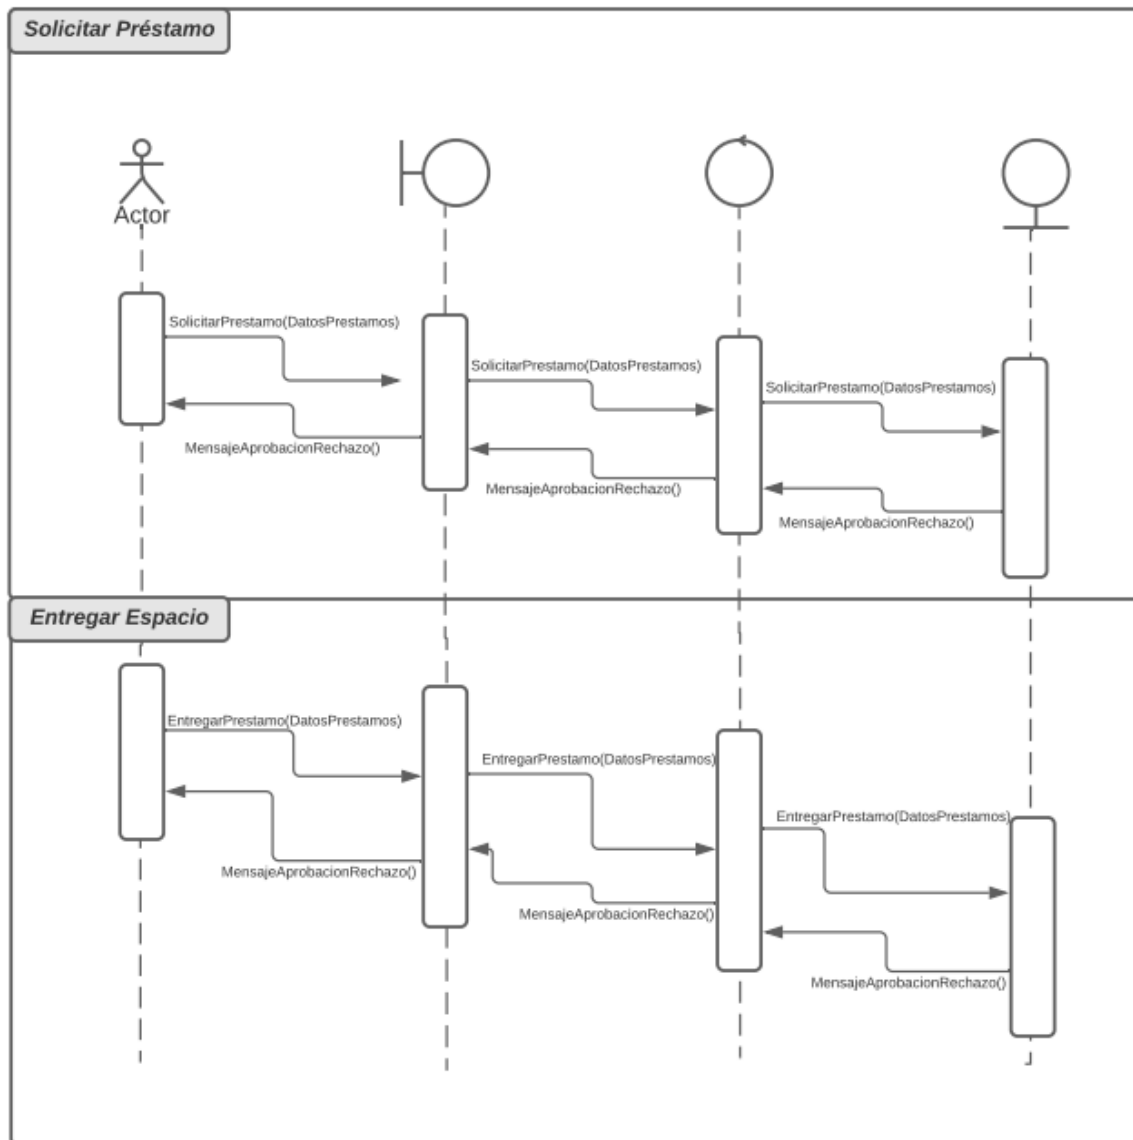 Solicitar Préstamo
Actor
SolicitarPrestamo(DatosPrestamos)
SolicitarPrestamo(DatosPrestamos)
SolicitarPrestamo(DatosPrestamos)
MensajeAprobacionRechazo()
MensajeAprobacionRechazo()
MensajeAprobacionRechazo()
Entregar Espacio
EntregarPrestamo(DatosPrestamos)
EntregarPrestamo(DatosPrestamos)
EntregarPrestamo(DatosPrestamos)
MensajeAprobacionRechazo()
MensajeAprobacionRechazo()
MensajeAprobacionRechazo()